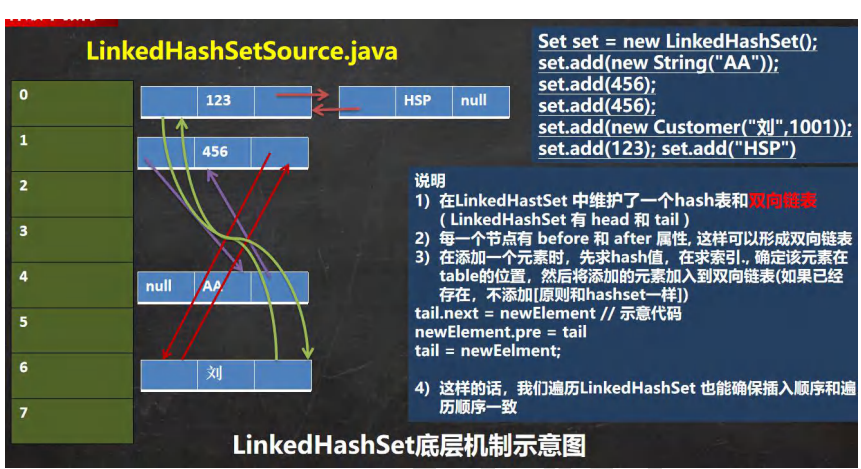 LinkedHashSetSource.java
Set set = new LinkedHashSet();
set.add(new String("AA"));
set.add(456);
set.add(456);
set.add(new Customer("刘",1001));
set.add(123); set.add("HSP")
0
123
HSP
null
1
456
2
3
4
null
AA
5
6
刘
7
说明
1) 在LinkedHastSet 中维护了一个hash表和双向链表
( LinkedHashSet 有 head 和 tail )
2) 每一个节点有 before 和 after 属性, 这样可以形成双向链表
3) 在添加一个元素时，先求hash值，在求索引., 确定该元素在
table的位置，然后将添加的元素加入到双向链表(如果已经
存在，不添加[原则和hashset一样])
tail.next = newElement // 示意代码
newElement.pre = tail
tail = newEelment;
4) 这样的话，我们遍历LinkedHashSet 也能确保插入顺序和遍
历顺序一致
LinkedHashSet底层机制示意图